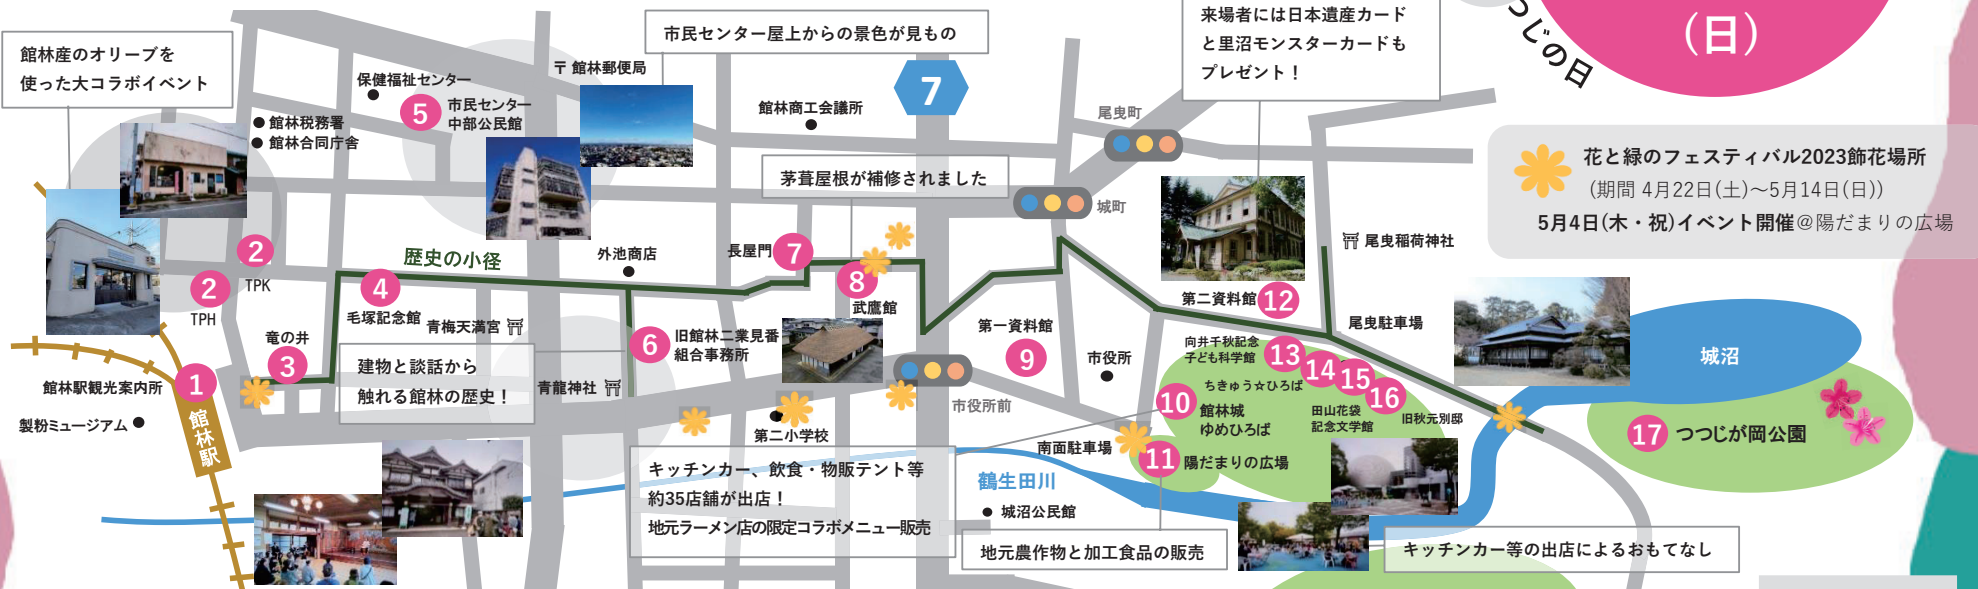 館林産のオリーブを
使った大コラボイベント
市民センター屋上からの景色が見もの
来場者には日本遺産カード
と里沼モンスターカードも
プレゼント！
つじの日
（日）
保健福祉センター
〒館林郵便局
5
市民センター
中部公民館
館林税務署
館林合同庁舎
館林商工会議所
7
尾曳町
城町
花と緑のフェスティバル2023飾花場所
(期間 4月22日(土)〜5月14日(日))
5月4日(木・祝)イベント開催@陽だまりの広場
茅葺屋根が補修されました
2
TPK
2
TPH
歴史の小径
外池商店
長屋門
7
8
武鷹館
尾曳稲荷神社
4
毛塚記念館
青梅天満宮
竜の井
3
6
旧館林二業見番
組合事務所
第一資料館
9
市役所
第二資料館
12
尾曳駐車場
城沼
向井千秋記念
子ども科学館
13
14
15
16
ちきゅう☆ひろば
田山花袋
記念文学館
旧秋元別邸
館林駅観光案内所
1
製粉ミュージアム
館林駅
建物と談話から
触れる館林の歴史！
青龍神社
第二小学校
市役所前
10
館林城
ゆめひろば
南面駐車場
11
陽だまりの広場
17
つつじが岡公園
キッチンカー、飲食・物販テント等
約35店舗が出店！
地元ラーメン店の限定コラボメニュー販売
鶴生田川
城沼公民館
地元農作物と加工食品の販売
キッチンカー等の出店によるおもてなし